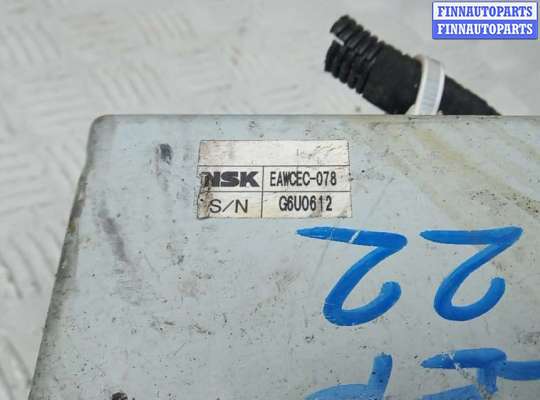 FINNAUTOPARTS
FINNAUTOPARTS
NSK EAWCEC-078
S/N G6U0612
22